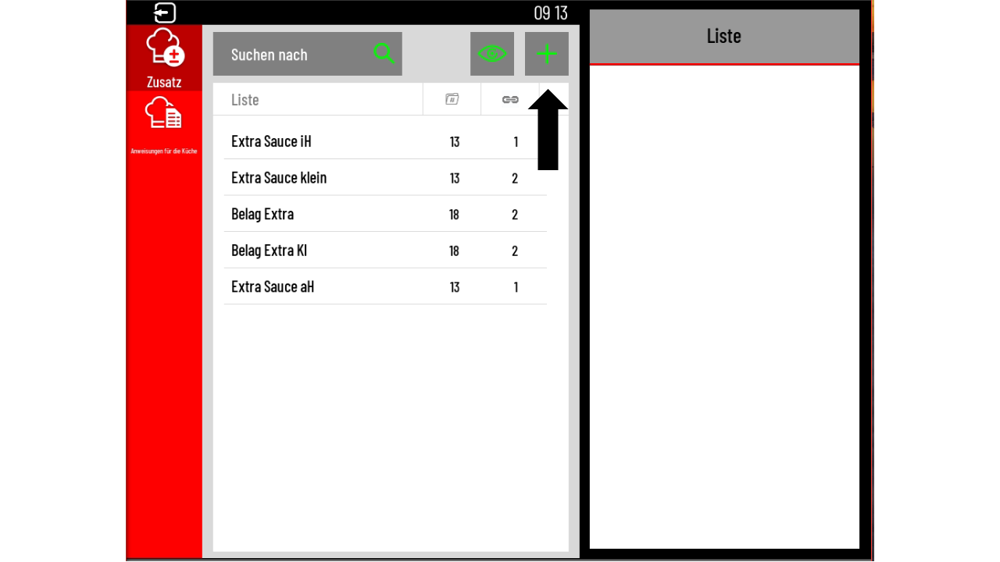 09 13
Zusatz
Anweisungen für die Küche
Suchen nach
Liste #
Extra Sauce iH 13 1
Extra Sauce klein 13 2
Belag Extra 18 2
Belag Extra Kl 18 2
Extra Sauce aH 13 1
Liste